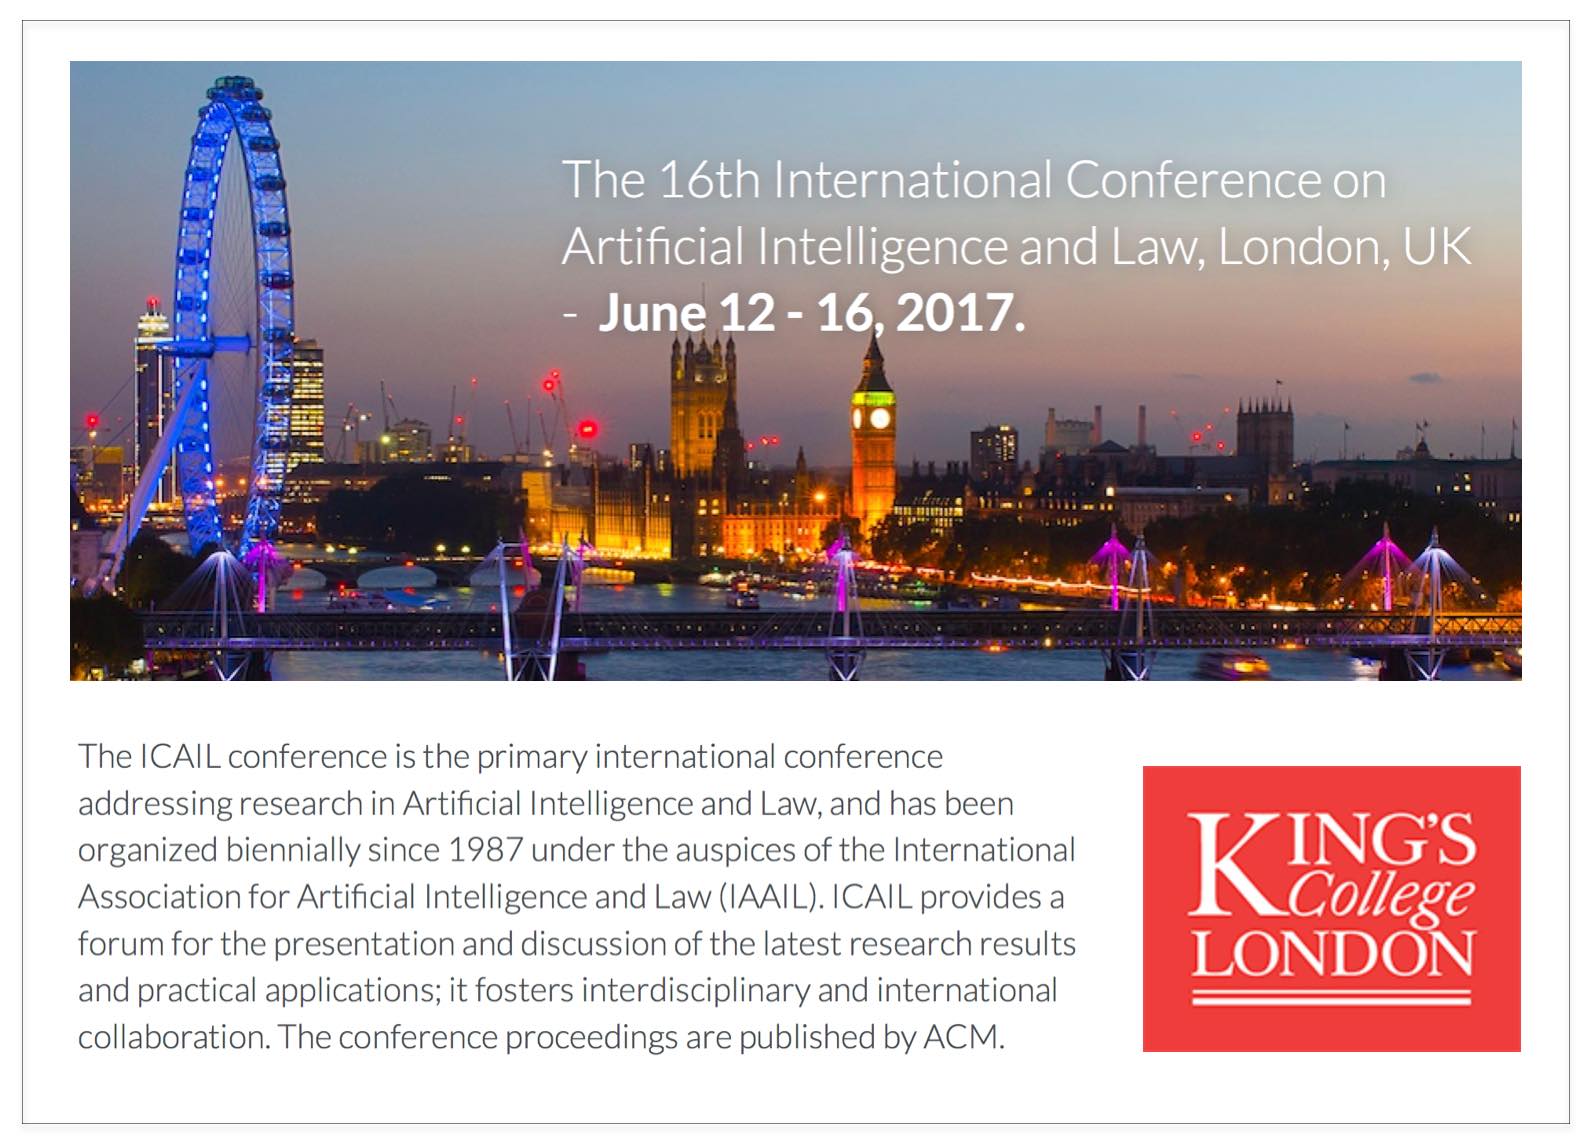 The 16th International Conference on
Artificial Intelligence and Law, London, UK
- June 12 - 16, 2017.
The ICAIL conference is the primary international conference
addressing research in Artificial Intelligence and Law, and has been
organized biennially since 1987 under the auspices of the International
Association for Artificial Intelligence and Law (IAAIL). ICAIL provides a
forum for the presentation and discussion of the latest research results
and practical applications; it fosters interdisciplinary and international
collaboration. The conference proceedings are published by ACM.
KING'S
College
LONDON